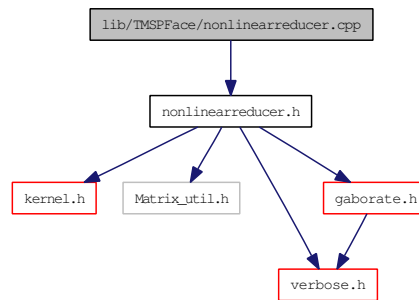 lib/TMSPFace/nonlinearreducer.cpp
nonlinearreducer.h
kernel.h
Matrix_util.h
gaborate.h
verbose.h